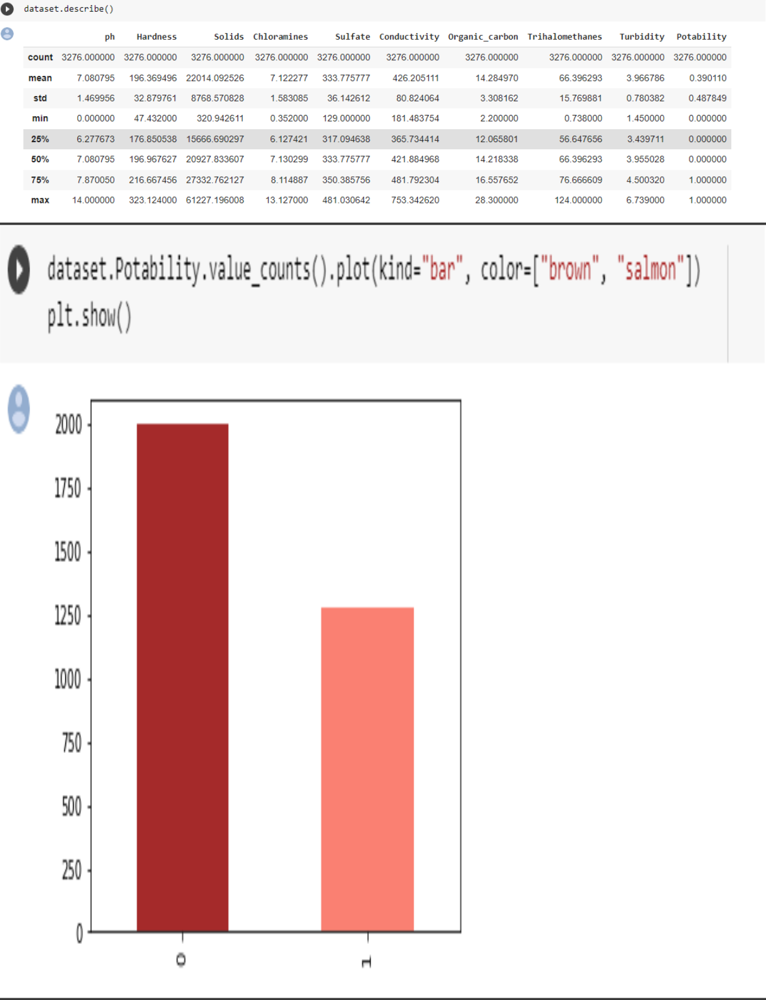 dataset.describe()
ph Hardness Solids Chloramines Sulfate Conductivity Organic_carbon Trihalomethanes Turbidity Potability
count 3276.000000 3276.000000 3276.000000 3276.000000 3276.000000 3276.000000 3276.000000 3276.000000 3276.000000 3276.000000
mean 7.080795 196.369496 22014.092526 7.122277 333.775777 426.205111 14.284970 66.396293 3.966786 0.390110
std 1.469956 32.879761 8768.570828 1.583085 36.142612 80.824064 3.308162 15.769881 0.780382 0.487849
min 0.000000 47.432000 320.942611 0.352000 129.000000 181.483754 2.200000 0.738000 1.450000 0.000000
25% 6.277673 176.850538 15666.690297 6.127421 317.094638 365.734414 12.065801 56.647656 3.439711 0.000000
50% 7.080795 196.967627 20927.833607 7.130299 333.775777 421.884968 14.218338 66.396293 3.955028 0.000000
75% 7.870050 216.667456 27332.762127 8.114887 350.385756 481.792304 16.557652 76.666609 4.500320 1.000000
max 14.000000 323.124000 61227.196008 13.127000 481.030642 753.342620 28.300000 124.000000 6.739000 1.000000
dataset.Potability.value_counts().plot(kind="bar", color=["brown", "salmon"])
plt.show()
2000
1750
1500
1250
1000
750
500
250
0
0 1